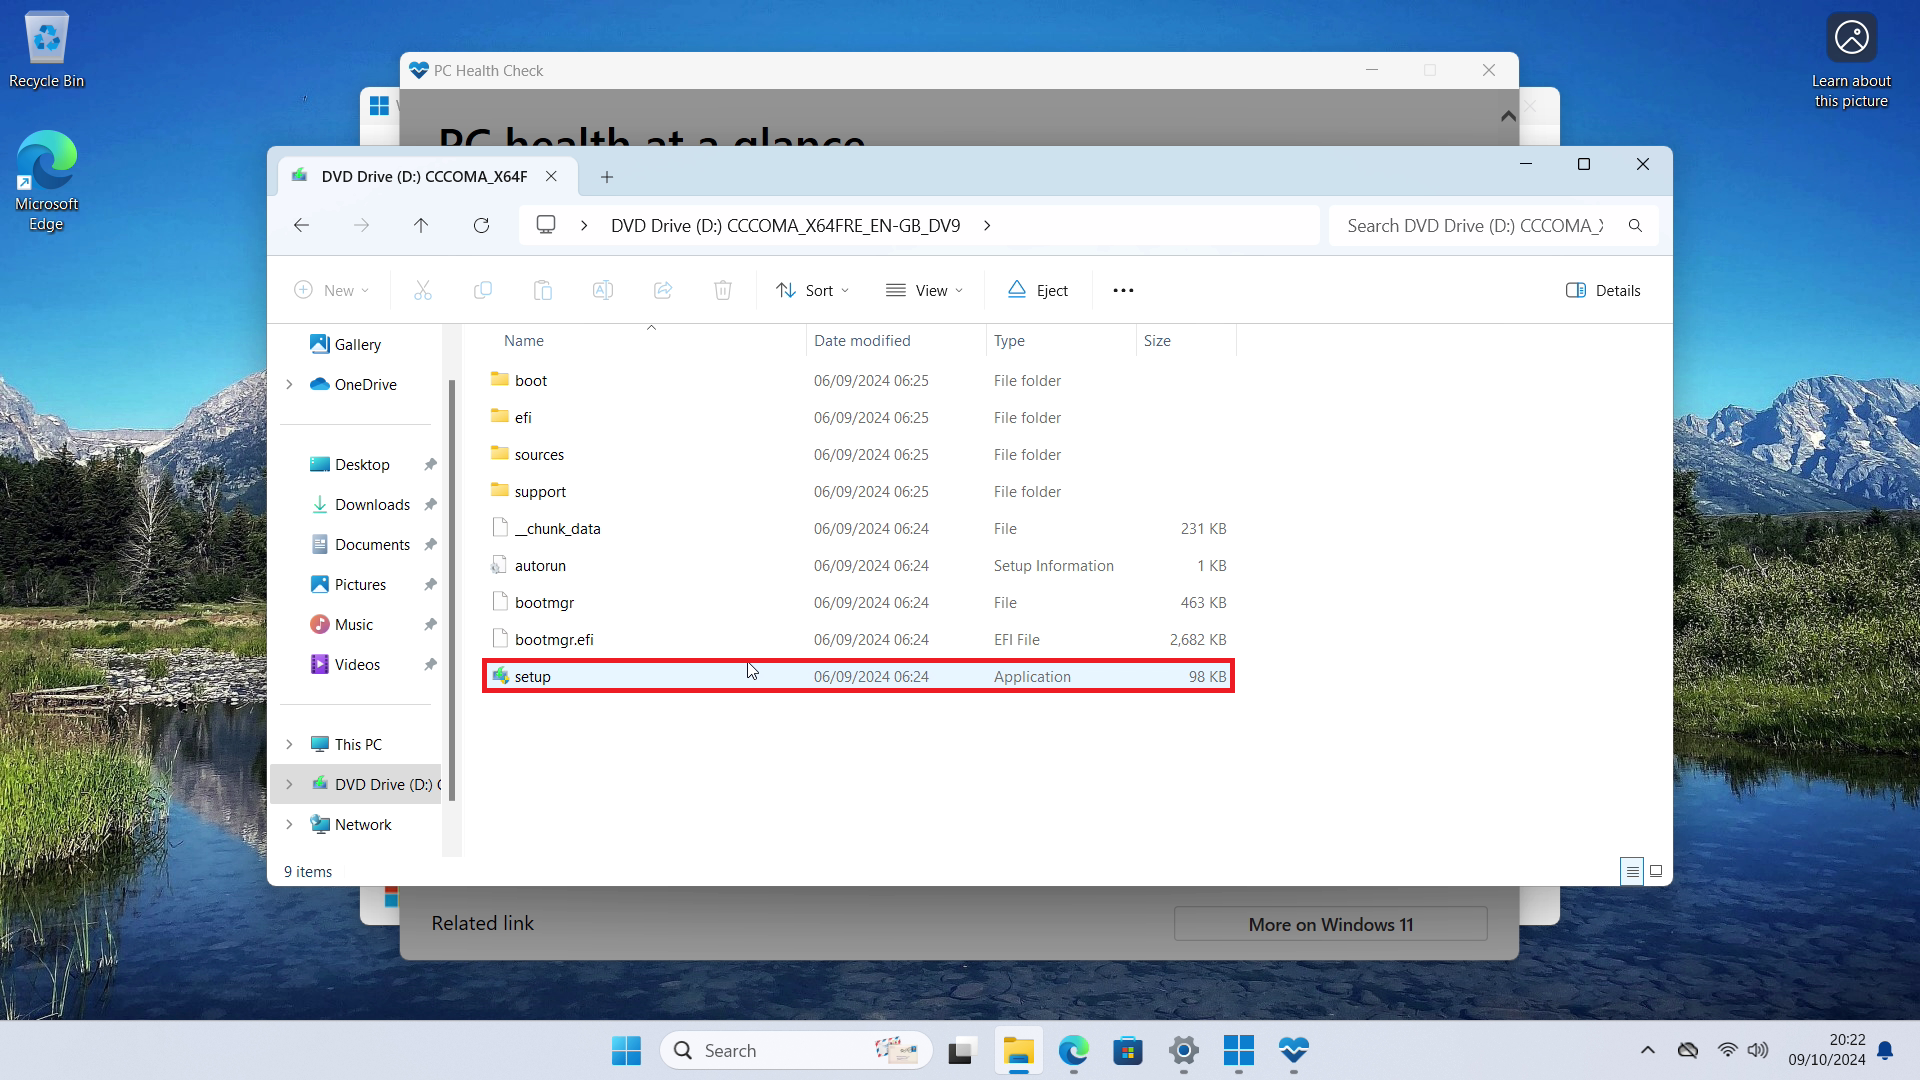 Recycle Bin
Microsoft
Edge
Learn about
this picture
PC Health Check
PC health at a glance
DVD Drive (D:) CCCOMA_X64F
DVD Drive (D:) CCCOMA_X64FRE_EN-GB_DV9
Search DVD Drive (D:) CCCOMA_X
New
Sort
View
Eject
Details
Gallery
OneDrive
Desktop
Downloads
Documents
Pictures
Music
Videos
This PC
DVD Drive (D:) C
Network
Name Date modified Type Size
boot 06/09/2024 06:25 File folder
efi 06/09/2024 06:25 File folder
sources 06/09/2024 06:25 File folder
support 06/09/2024 06:25 File folder
__chunk_data 06/09/2024 06:24 File 231 KB
autorun 06/09/2024 06:24 Setup Information 1 KB
bootmgr 06/09/2024 06:24 File 463 KB
bootmgr.efi 06/09/2024 06:24 EFI File 2,682 KB
setup 06/09/2024 06:24 Application 98 KB
9 items
Related link
More on Windows 11
Search
20:22
09/10/2024